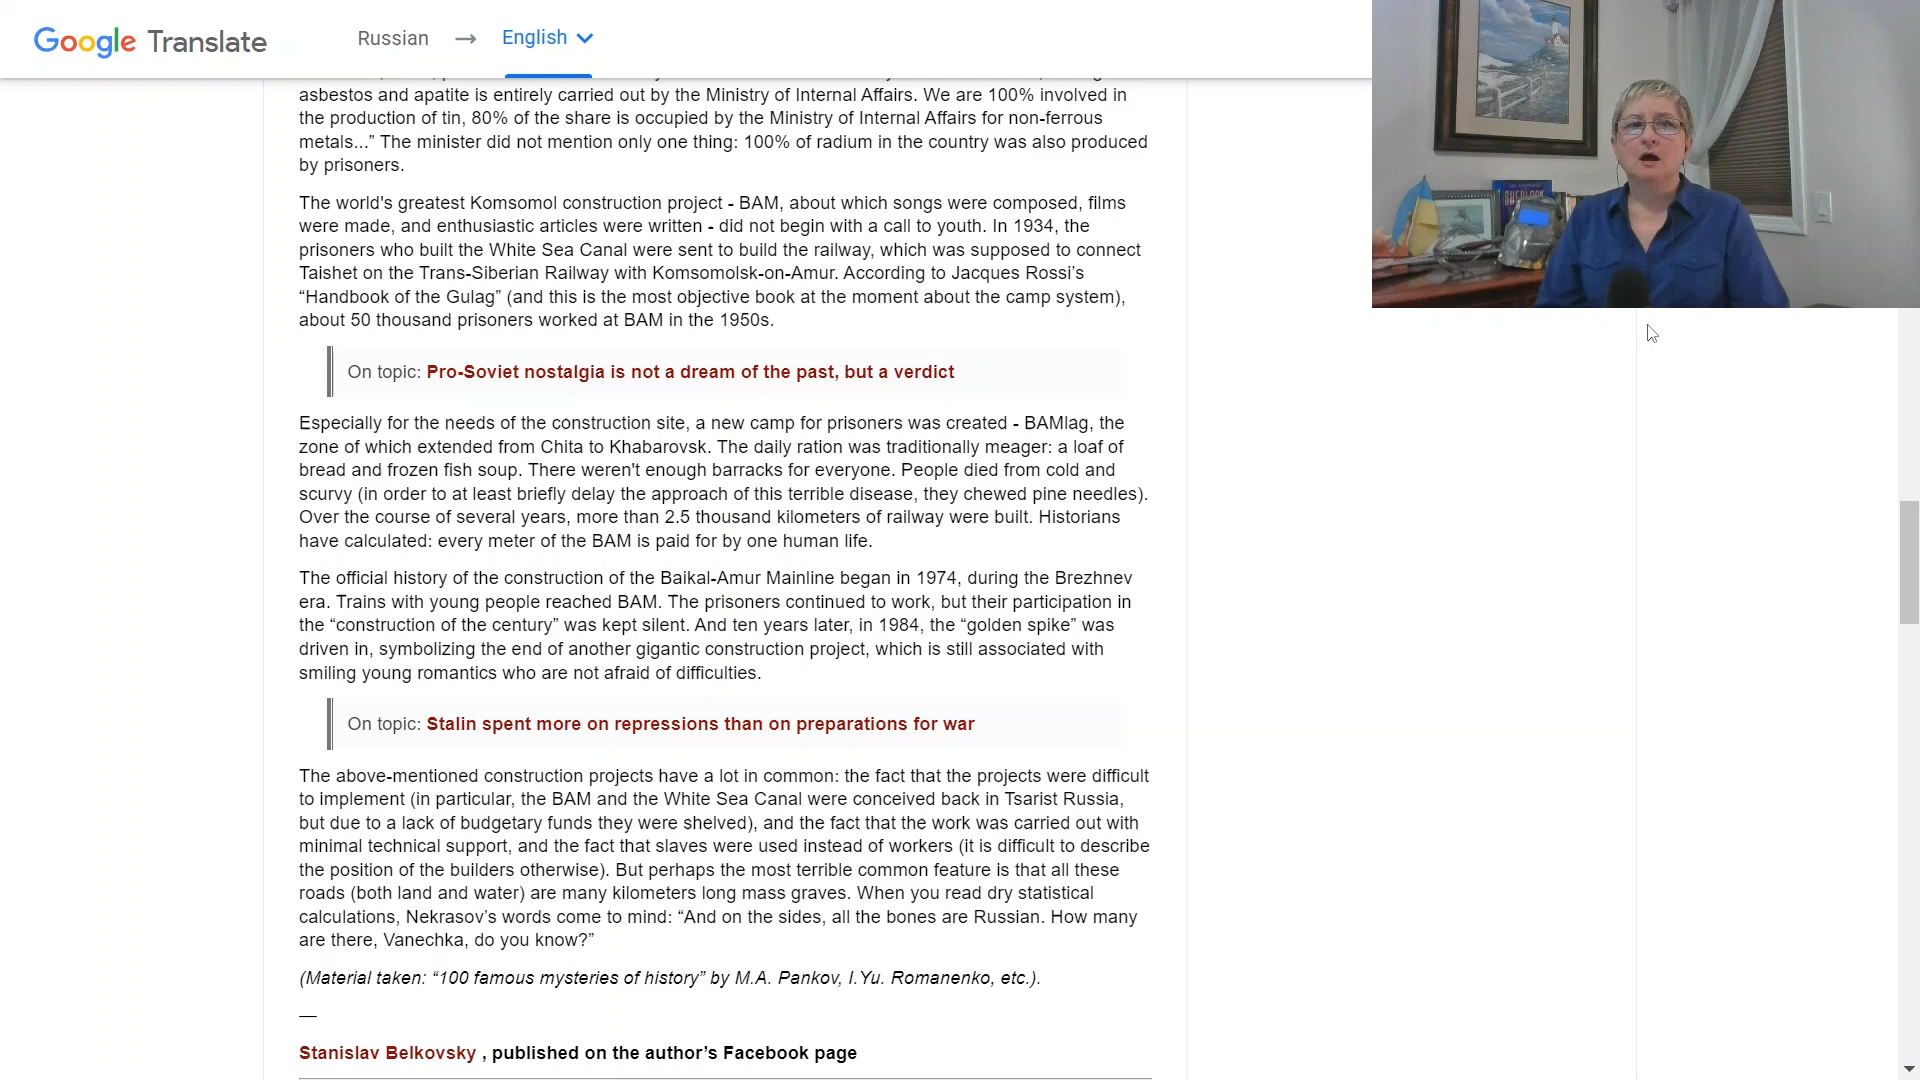 Google Translate
Russian → English
asbestos and apatite is entirely carried out by the Ministry of Internal Affairs. We are 100% involved in
the production of tin, 80% of the share is occupied by the Ministry of Internal Affairs for non-ferrous
metals...” The minister did not mention only one thing: 100% of radium in the country was also produced
by prisoners.
The world's greatest Komsomol construction project - BAM, about which songs were composed, films
were made, and enthusiastic articles were written - did not begin with a call to youth. In 1934, the
prisoners who built the White Sea Canal were sent to build the railway, which was supposed to connect
Taishet on the Trans-Siberian Railway with Komsomolsk-on-Amur. According to Jacques Rossi’s
“Handbook of the Gulag” (and this is the most objective book at the moment about the camp system),
about 50 thousand prisoners worked at BAM in the 1950s.
On topic: Pro-Soviet nostalgia is not a dream of the past, but a verdict
Especially for the needs of the construction site, a new camp for prisoners was created - BAMlag, the
zone of which extended from Chita to Khabarovsk. The daily ration was traditionally meager: a loaf of
bread and frozen fish soup. There weren't enough barracks for everyone. People died from cold and
scurvy (in order to at least briefly delay the approach of this terrible disease, they chewed pine needles).
Over the course of several years, more than 2.5 thousand kilometers of railway were built. Historians
have calculated: every meter of the BAM is paid for by one human life.
The official history of the construction of the Baikal-Amur Mainline began in 1974, during the Brezhnev
era. Trains with young people reached BAM. The prisoners continued to work, but their participation in
the “construction of the century” was kept silent. And ten years later, in 1984, the “golden spike” was
driven in, symbolizing the end of another gigantic construction project, which is still associated with
smiling young romantics who are not afraid of difficulties.
On topic: Stalin spent more on repressions than on preparations for war
The above-mentioned construction projects have a lot in common: the fact that the projects were difficult
to implement (in particular, the BAM and the White Sea Canal were conceived back in Tsarist Russia,
but due to a lack of budgetary funds they were shelved), and the fact that the work was carried out with
minimal technical support, and the fact that slaves were used instead of workers (it is difficult to describe
the position of the builders otherwise). But perhaps the most terrible common feature is that all these
roads (both land and water) are many kilometers long mass graves. When you read dry statistical
calculations, Nekrasov’s words come to mind: “And on the sides, all the bones are Russian. How many
are there, Vanechka, do you know?”
(Material taken: “100 famous mysteries of history” by M.A. Pankov, I.Yu. Romanenko, etc.).
—
Stanislav Belkovsky , published on the author’s Facebook page
SHERLOCK